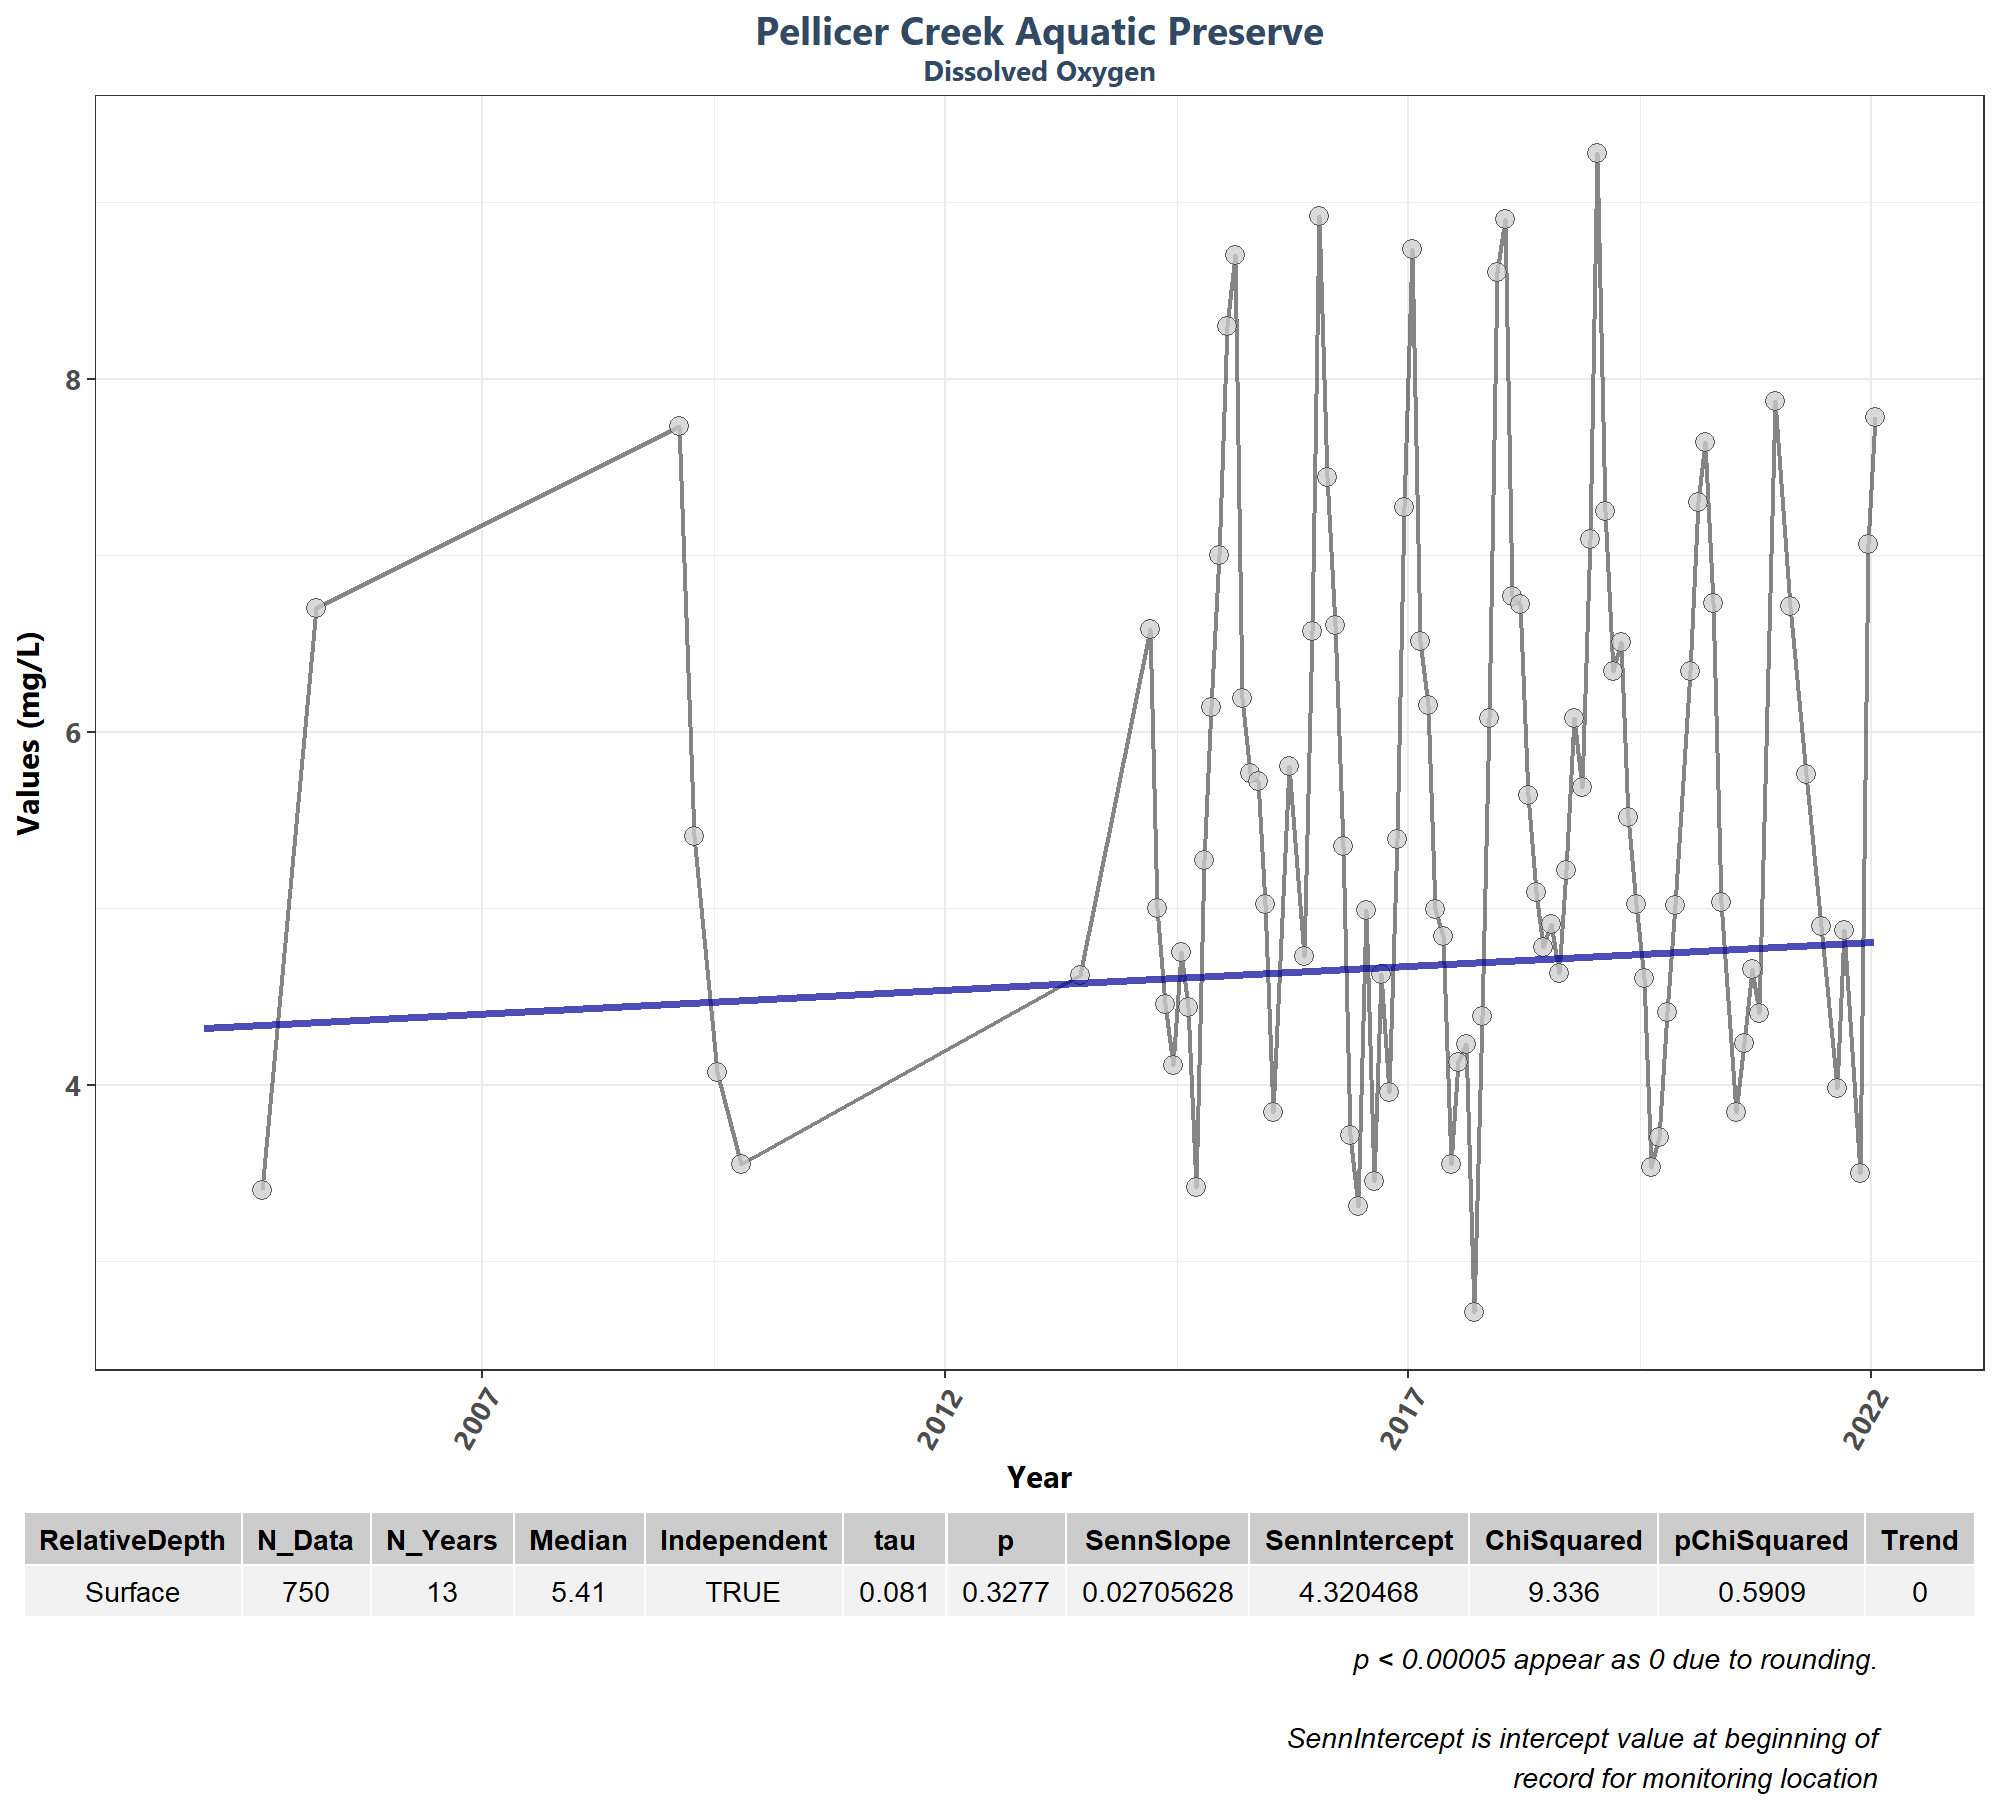 Pellicer Creek Aquatic Preserve
Dissolved Oxygen
Values (mg/L)
8
6
4
2007
2012
2017
2022
Year
RelativeDepth N_Data N_Years Median Independent tau p SennSlope SennIntercept ChiSquared pChiSquared Trend
Surface 750 13 5.41 TRUE 0.081 0.3277 0.02705628 4.320468 9.336 0.5909 0
p < 0.00005 appear as 0 due to rounding.
SennIntercept is intercept value at beginning of
record for monitoring location